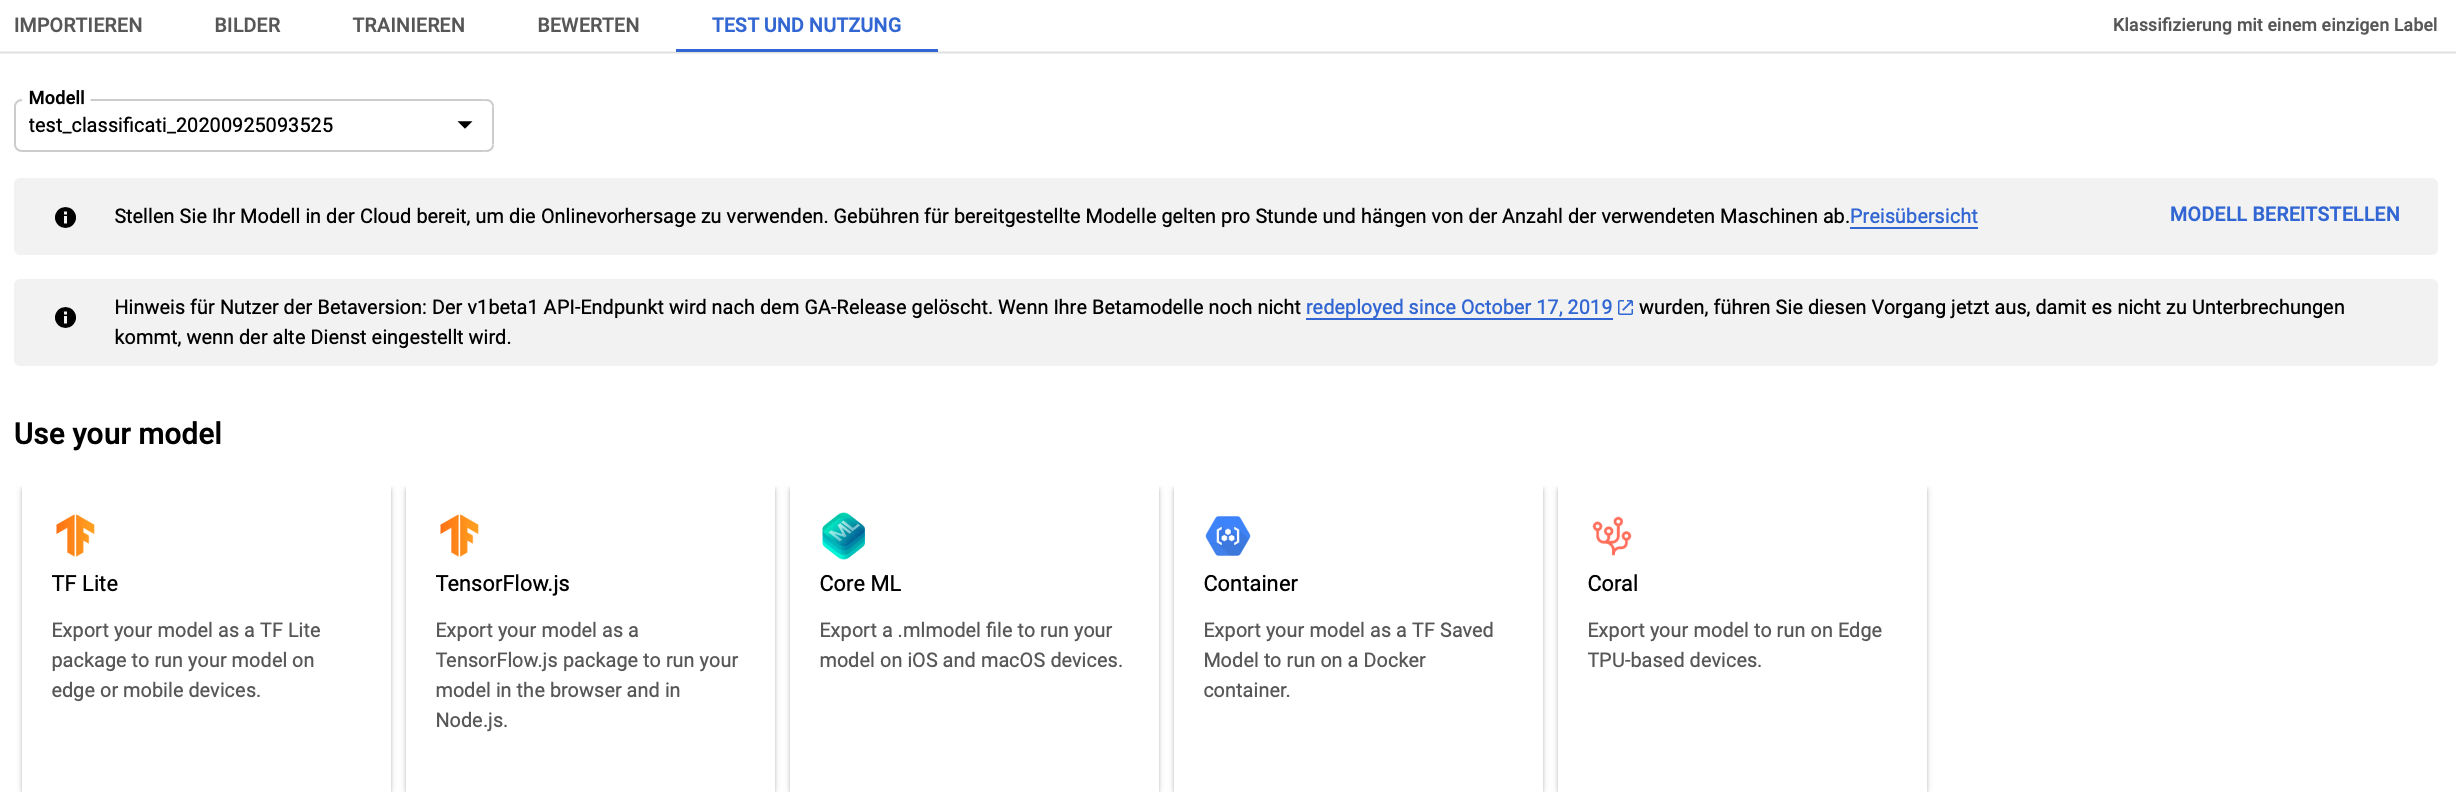 IMPORTIEREN BILDER TRAINIEREN BEWERTEN TEST UND NUTZUNG Klassifizierung mit einem einzigen Label
Modell
test_classificati_20200925093525
Stellen Sie Ihr Modell in der Cloud bereit, um die Onlinevorhersage zu verwenden. Gebühren für bereitgestellte Modelle gelten pro Stunde und hängen von der Anzahl der verwendeten Maschinen ab.Preisübersicht MODELL BEREITSTELLEN
Hinweis für Nutzer der Betaversion: Der v1beta1 API-Endpunkt wird nach dem GA-Release gelöscht. Wenn Ihre Betamodelle noch nicht redeployed since October 17, 2019 wurden, führen Sie diesen Vorgang jetzt aus, damit es nicht zu Unterbrechungen
kommt, wenn der alte Dienst eingestellt wird.
Use your model
TF Lite
Export your model as a TF Lite
package to run your model on
edge or mobile devices.
TensorFlow.js
Export your model as a
TensorFlow.js package to run your
model in the browser and in
Node.js.
ML
Core ML
Export a .mlmodel file to run your
model on iOS and macOS devices.
Container
Export your model as a TF Saved
Model to run on a Docker
container.
Coral
Export your model to run on Edge
TPU-based devices.